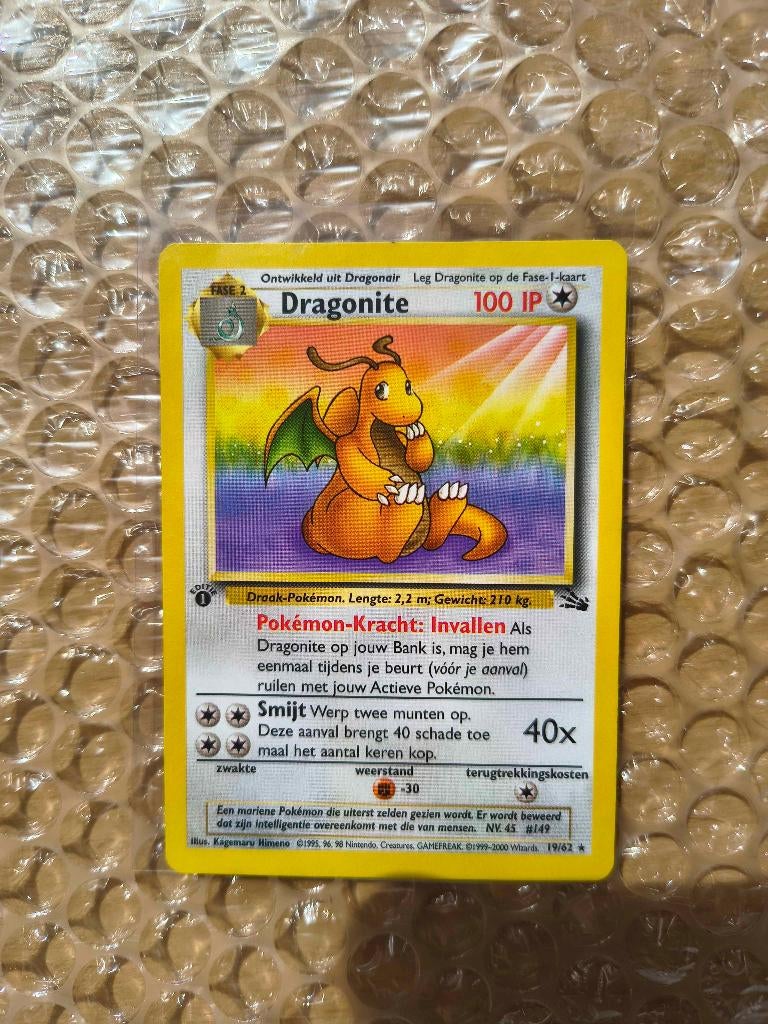 Ontwikkeld uit Dragonair Leg Dragonite op de Fase-1-kaart
FASE 2
Dragonite 100 IP
EDITIE 1
Draak-Pokémon. Lengte: 2,2 m; Gewicht: 210 kg.
Pokémon-Kracht: Invallen Als
Dragonite op jouw Bank is, mag je hem
eenmaal tijdens je beurt (vóór je aanval)
ruilen met jouw Actieve Pokémon.
Smijt Werp twee munten op.
Deze aanval brengt 40 schade toe
maal het aantal keren kop.
40x
zwakte weerstand terugtrekkingskosten
-30
Een mariene Pokémon die uiterst zelden gezien wordt. Er wordt beweerd
dat zijn intelligentie overeenkomt met die van mensen. NV. 45 #149
Illus. Kagemaru Himeno ©1995, 96, 98 Nintendo, Creatures, GAMEFREAK. ©1999-2000 Wizards. 19/62 ★